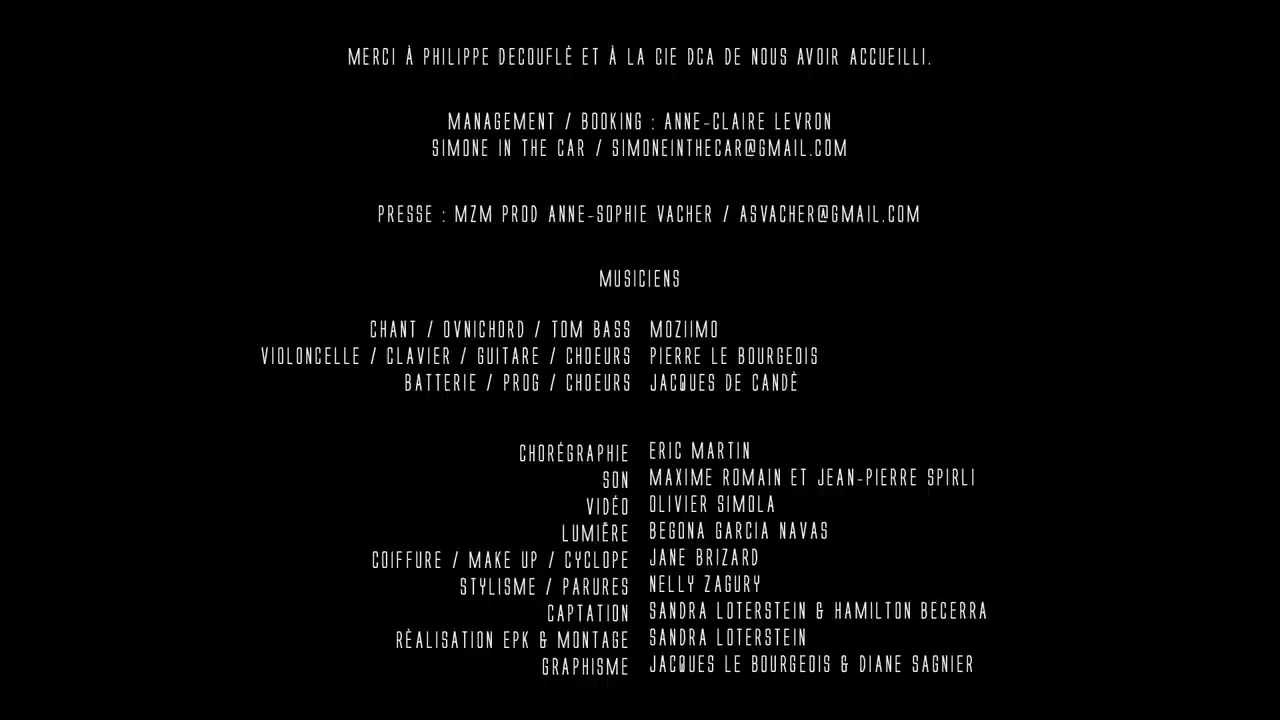 MERCI À PHILIPPE DECOUFLÈ ET À LA CIE DCA DE NOUS AVOIR ACCUEILLI.
MANAGEMENT / BOOKING : ANNE-CLAIRE LEVRON
SIMONE IN THE CAR / SIMONEINTHECAR@GMAIL.COM
PRESSE : MZM PROD ANNE-SOPHIE VACHER / ASVACHER@GMAIL.COM
MUSICIENS
CHANT / OVNICHORD / TOM BASS MOZIIMO
VIOLONCELLE / CLAVIER / GUITARE / CHOEURS PIERRE LE BOURGEOIS
BATTERIE / PROG / CHOEURS JACQUES DE CANDÈ
CHORÉGRAPHIE ERIC MARTIN
SON MAXIME ROMAIN ET JEAN-PIERRE SPIRLI
VIDÉO OLIVIER SIMOLA
LUMIÈRE BEGONA GARCIA NAVAS
COIFFURE / MAKE UP / CYCLOPE JANE BRIZARD
STYLISME / PARURES NELLY ZAGURY
CAPTATION SANDRA LOTERSTEIN & HAMILTON BECERRA
RÈALISATION EPK & MONTAGE SANDRA LOTERSTEIN
GRAPHISME JACQUES LE BOURGEOIS & DIANE SAGNIER